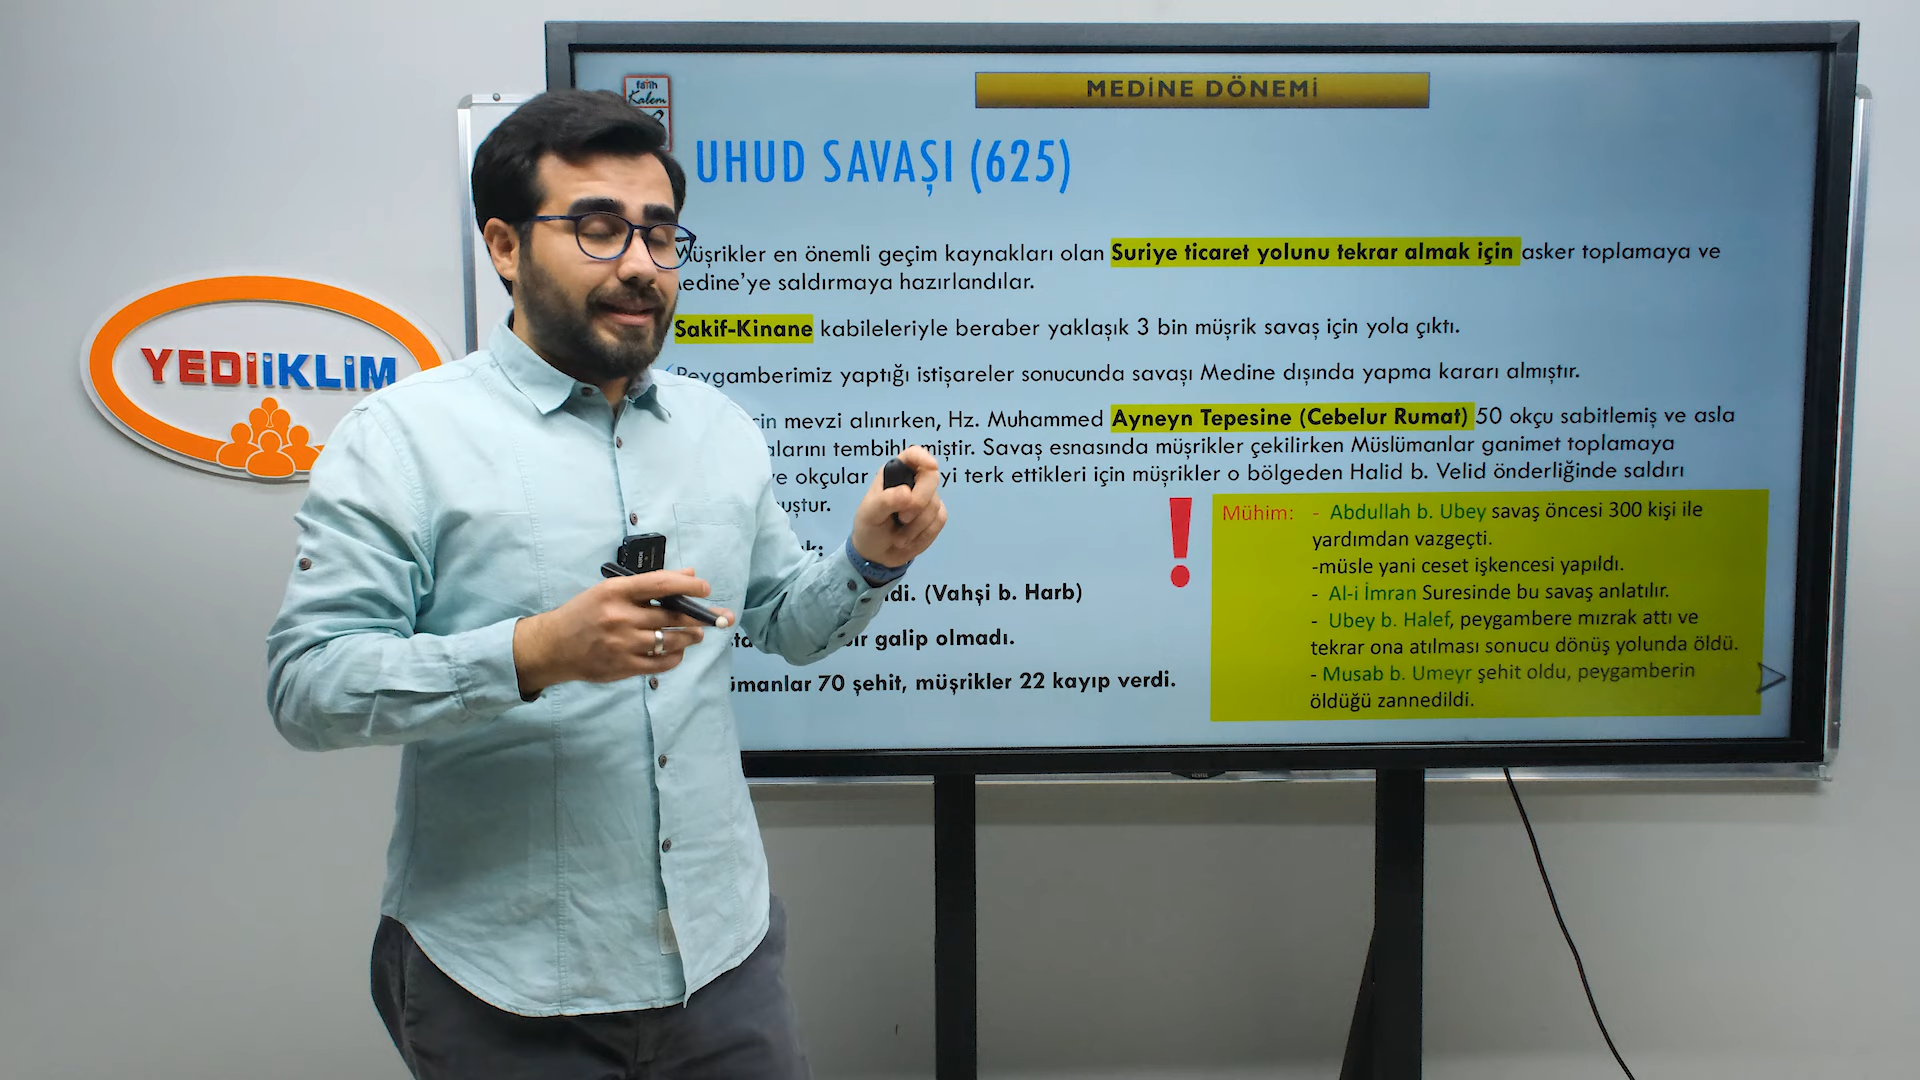 fatih
Kalem
MEDİNE DÖNEMİ
UHUD SAVAŞI (625)
Müşrikler en önemli geçim kaynakları olan Suriye ticaret yolunu tekrar almak için asker toplamaya ve
edine'ye saldırmaya hazırlandılar.
Sakif-Kinane kabileleriyle beraber yaklaşık 3 bin müşrik savaş için yola çıktı.
Peygamberimiz yaptığı istişareler sonucunda savaşı Medine dışında yapma kararı almıştır.
için mevzi alınırken, Hz. Muhammed Ayneyn Tepesine (Cebelur Rumat) 50 okçu sabitlemiş ve asla
alarını tembihlemiştir. Savaş esnasında müşrikler çekilirken Müslümanlar ganimet toplamaya
ve okçular yi terk ettikleri için müşrikler o bölgeden Halid b. Velid önderliğinde saldırı
uştur.
k:
di. (Vahşi b. Harb)
bir galip olmadı.
ümanlar 70 şehit, müşrikler 22 kayıp verdi.
! Mühim: - Abdullah b. Ubey savaş öncesi 300 kişi ile
yardımdan vazgeçti.
-müsle yani ceset işkencesi yapıldı.
- Al-i İmran Suresinde bu savaş anlatılır.
- Ubey b. Halef, peygambere mızrak attı ve
tekrar ona atılması sonucu dönüş yolunda öldü.
- Musab b. Umeyr şehit oldu, peygamberin
öldüğü zannedildi.
YEDİİKLİM